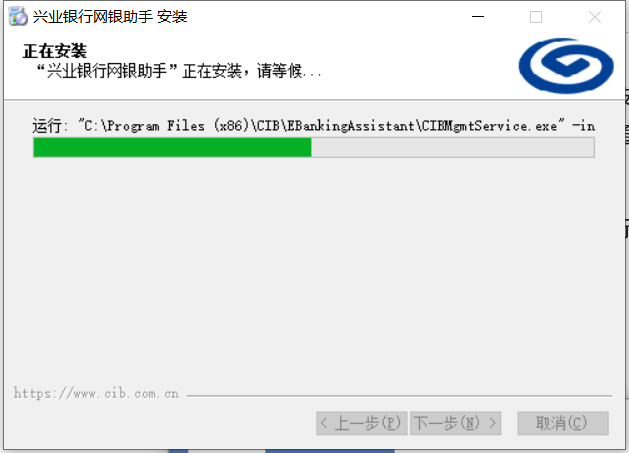 兴业银行网银助手 安装
正在安装
“兴业银行网银助手”正在安装，请等候...
运行: "C:\Program Files (x86)\CIB\EBankingAssistant\CIBMgmtService.exe" -in
https://www.cib.com.cn
< 上一步(P) 下一步(N) > 取消(C)